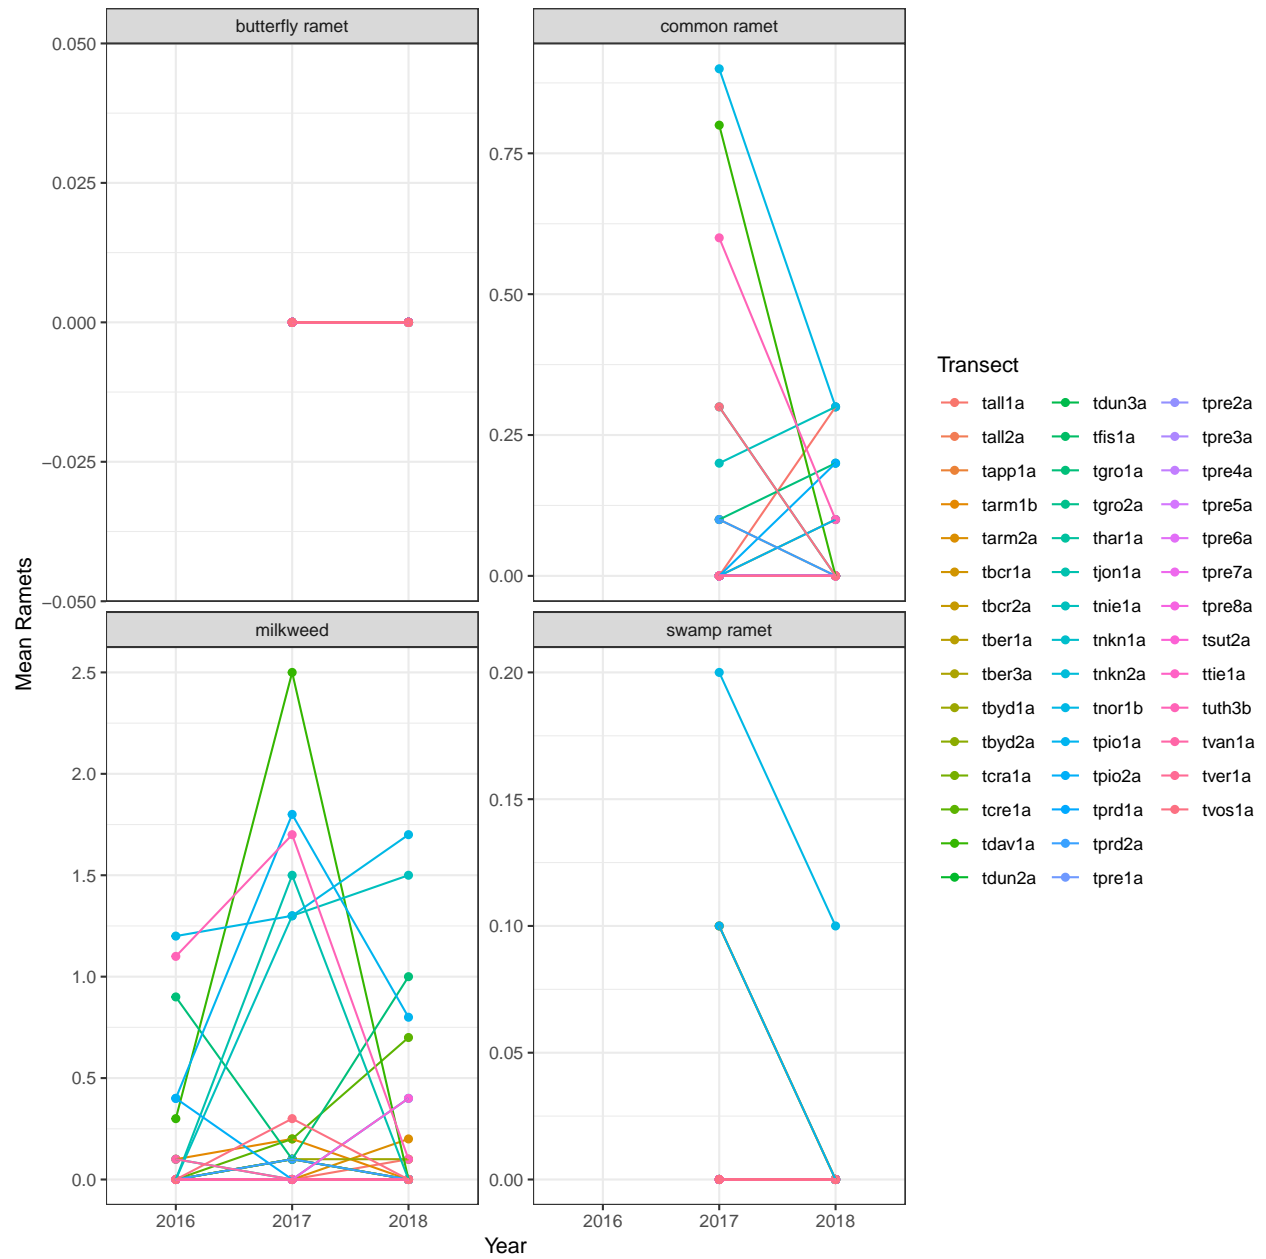 butterfly ramet
common ramet
0.050
0.025
0.000
−0.025
−0.050
0.75
0.50
0.25
0.00
milkweed
swamp ramet
2.5
2.0
1.5
1.0
0.5
0.0
0.20
0.15
0.10
0.05
0.00
2016 2017 2018
2016 2017 2018
Mean Ramets
Year
Transect
tall1a tdun3a tpre2a
tall2a tfis1a tpre3a
tapp1a tgro1a tpre4a
tarm1b tgro2a tpre5a
tarm2a thar1a tpre6a
tbcr1a tjon1a tpre7a
tbcr2a tnie1a tpre8a
tber1a tnkn1a tsut2a
tber3a tnkn2a ttie1a
tbyd1a tnor1b tuth3b
tbyd2a tpio1a tvan1a
tcra1a tpio2a tver1a
tcre1a tprd1a tvos1a
tdav1a tprd2a
tdun2a tpre1a